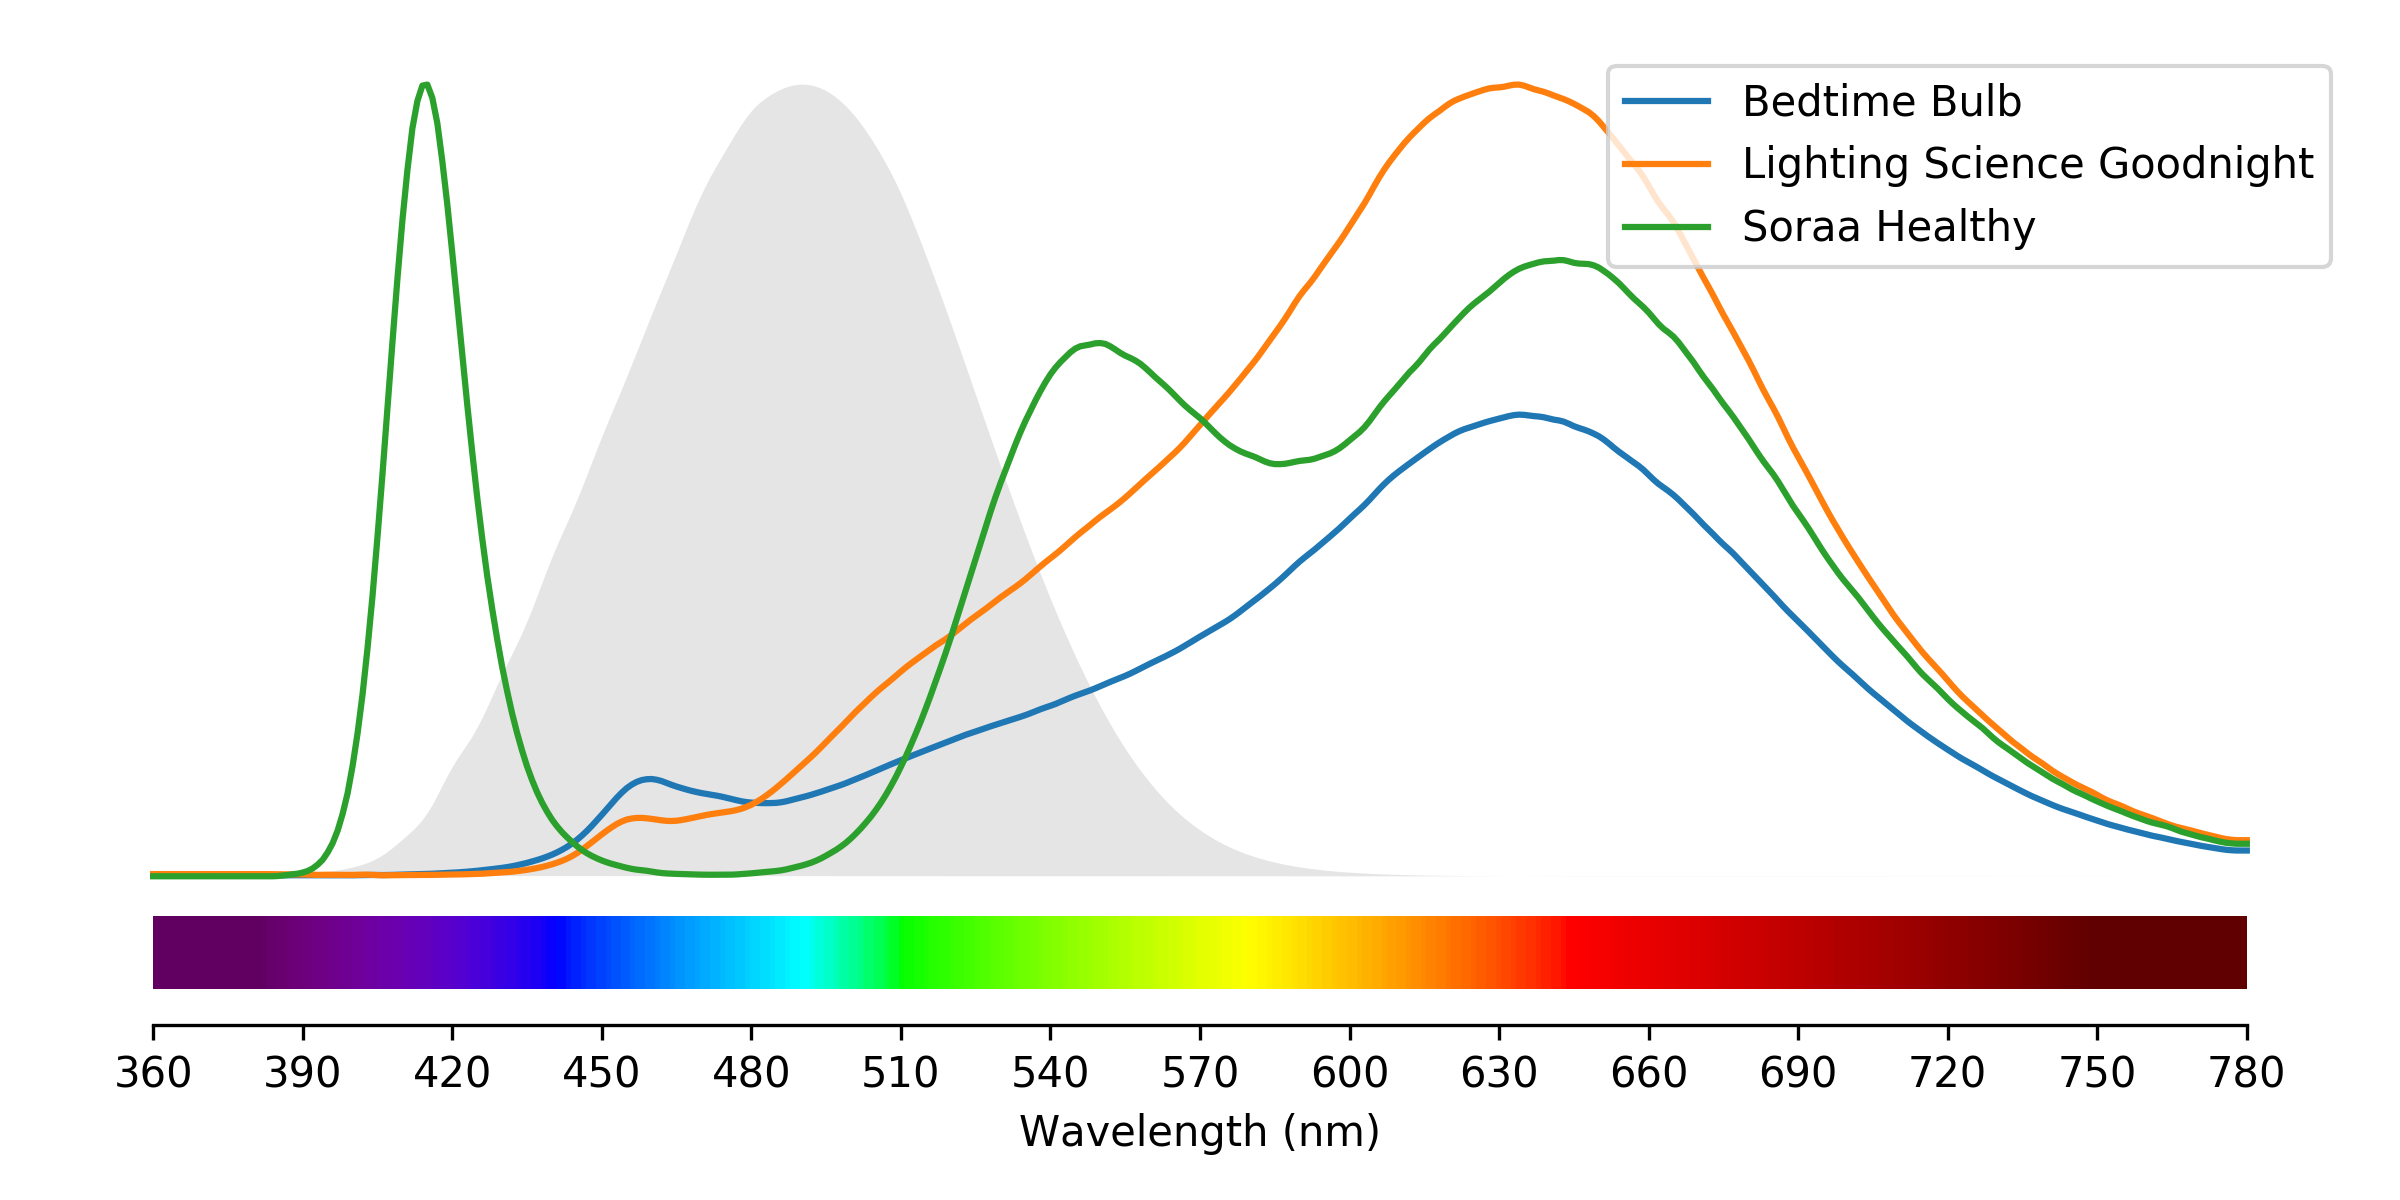 Bedtime Bulb
Lighting Science Goodnight
Soraa Healthy
360 390 420 450 480 510 540 570 600 630 660 690 720 750 780
Wavelength (nm)